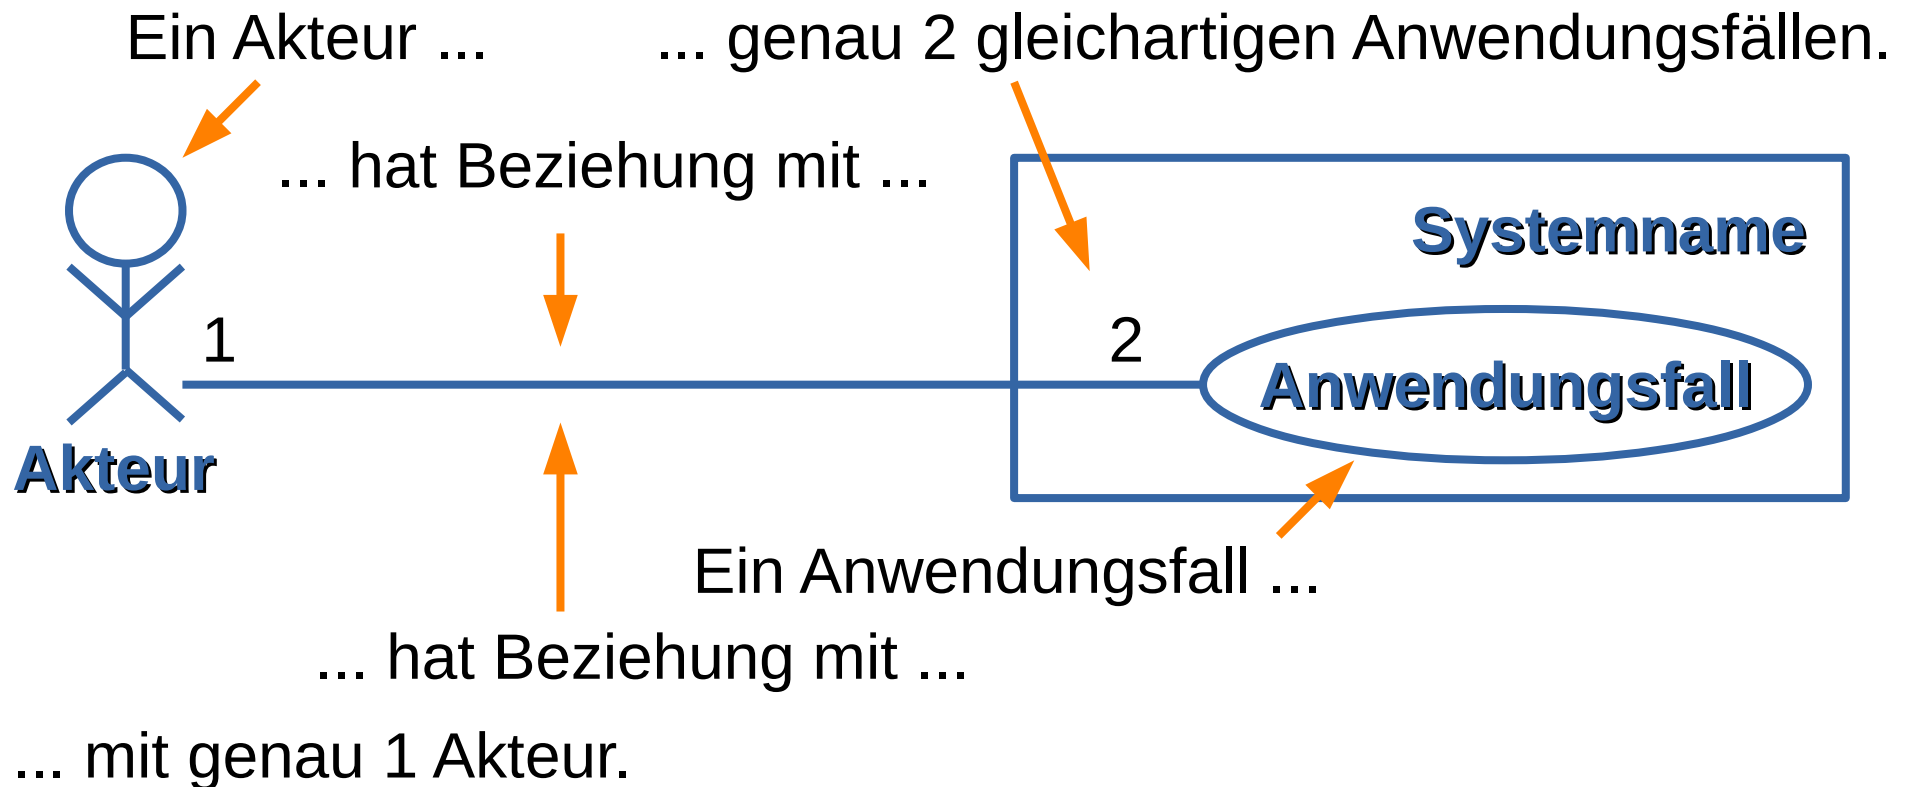 Ein Akteur ...
... genau 2 gleichartigen Anwendungsfällen.
... hat Beziehung mit ...
Systemname
1
2
Anwendungsfall
Akteur
Ein Anwendungsfall ...
... hat Beziehung mit ...
... mit genau 1 Akteur.